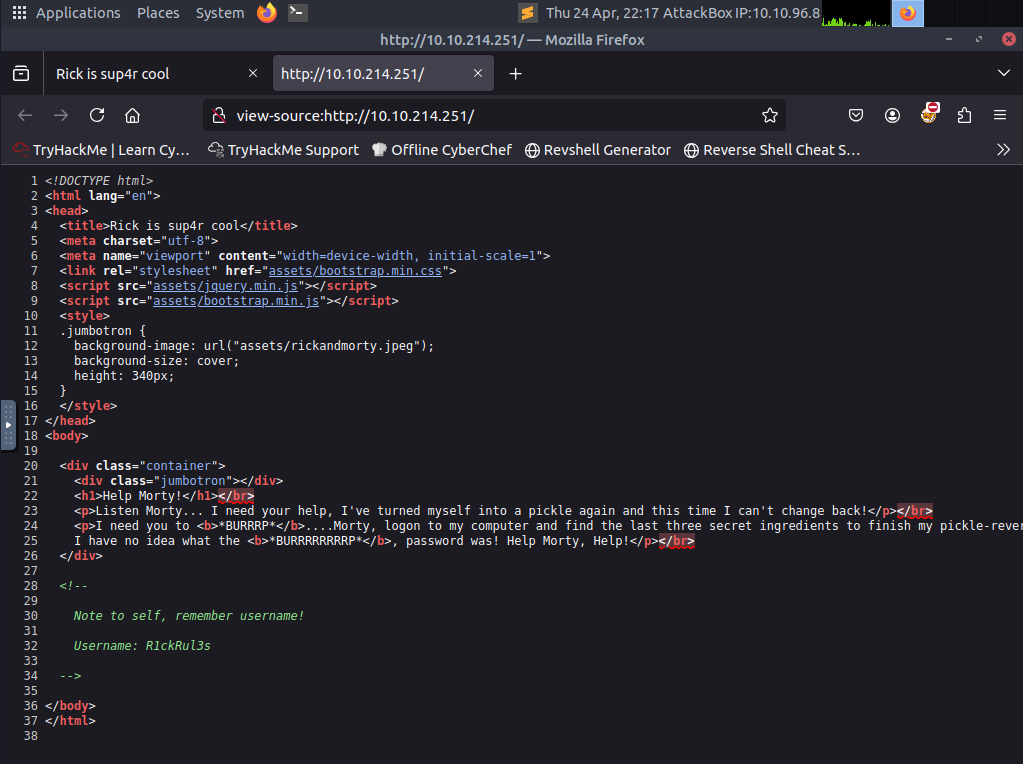 Applications Places System Thu 24 Apr, 22:17 AttackBox IP:10.10.96.8
http://10.10.214.251/ — Mozilla Firefox
Rick is sup4r cool http://10.10.214.251/
view-source:http://10.10.214.251/
TryHackMe | Learn Cy… TryHackMe Support Offline CyberChef Revshell Generator Reverse Shell Cheat S…
1 <!DOCTYPE html>
2 <html lang="en">
3 <head>
4 <title>Rick is sup4r cool</title>
5 <meta charset="utf-8">
6 <meta name="viewport" content="width=device-width, initial-scale=1">
7 <link rel="stylesheet" href="assets/bootstrap.min.css">
8 <script src="assets/jquery.min.js"></script>
9 <script src="assets/bootstrap.min.js"></script>
10 <style>
11 .jumbotron {
12 background-image: url("assets/rickandmorty.jpeg");
13 background-size: cover;
14 height: 340px;
15 }
16 </style>
17 </head>
18 <body>
19
20 <div class="container">
21 <div class="jumbotron"></div>
22 <h1>Help Morty!</h1></br>
23 <p>Listen Morty... I need your help, I've turned myself into a pickle again and this time I can't change back!</p></br>
24 <p>I need you to <b>*BURRRP*</b>....Morty, logon to my computer and find the last three secret ingredients to finish my pickle-rever
25 I have no idea what the <b>*BURRRRRRRRP*</b>, password was! Help Morty, Help!</p></br>
26 </div>
27
28 <!--
29
30 Note to self, remember username!
31
32 Username: R1ckRul3s
33
34 -->
35
36 </body>
37 </html>
38